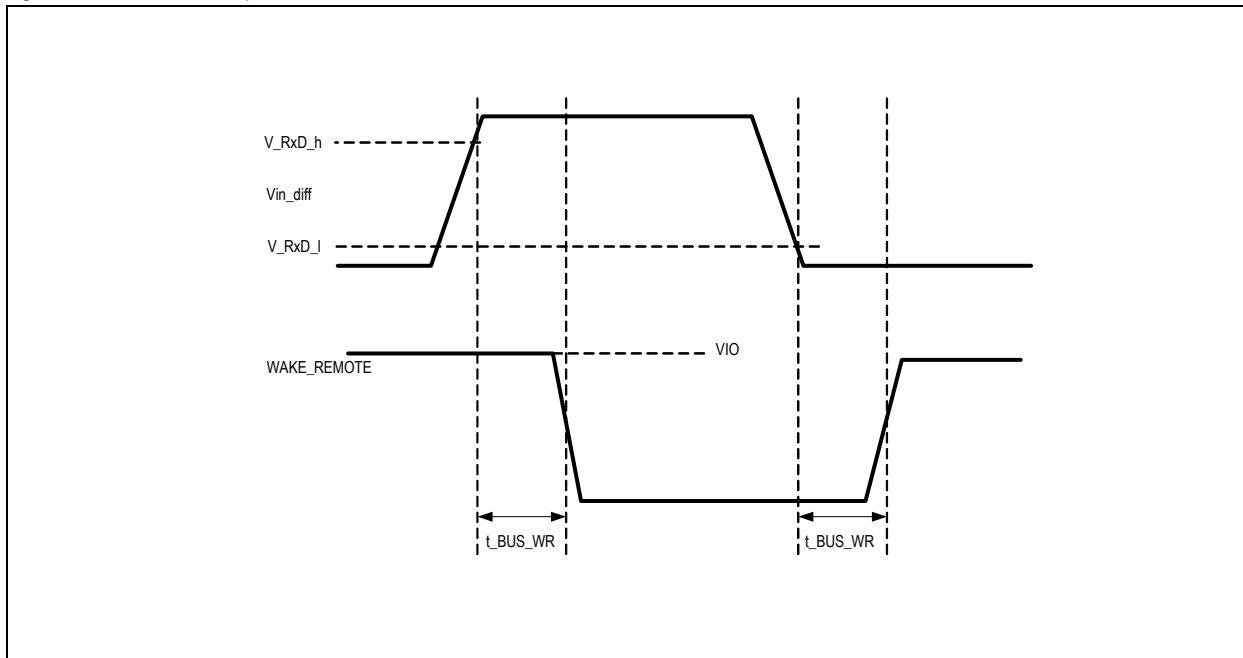 V_RxD_h
Vin_diff
V_RxD_l
VIO
WAKE_REMOTE
t_BUS_WR
t_BUS_WR